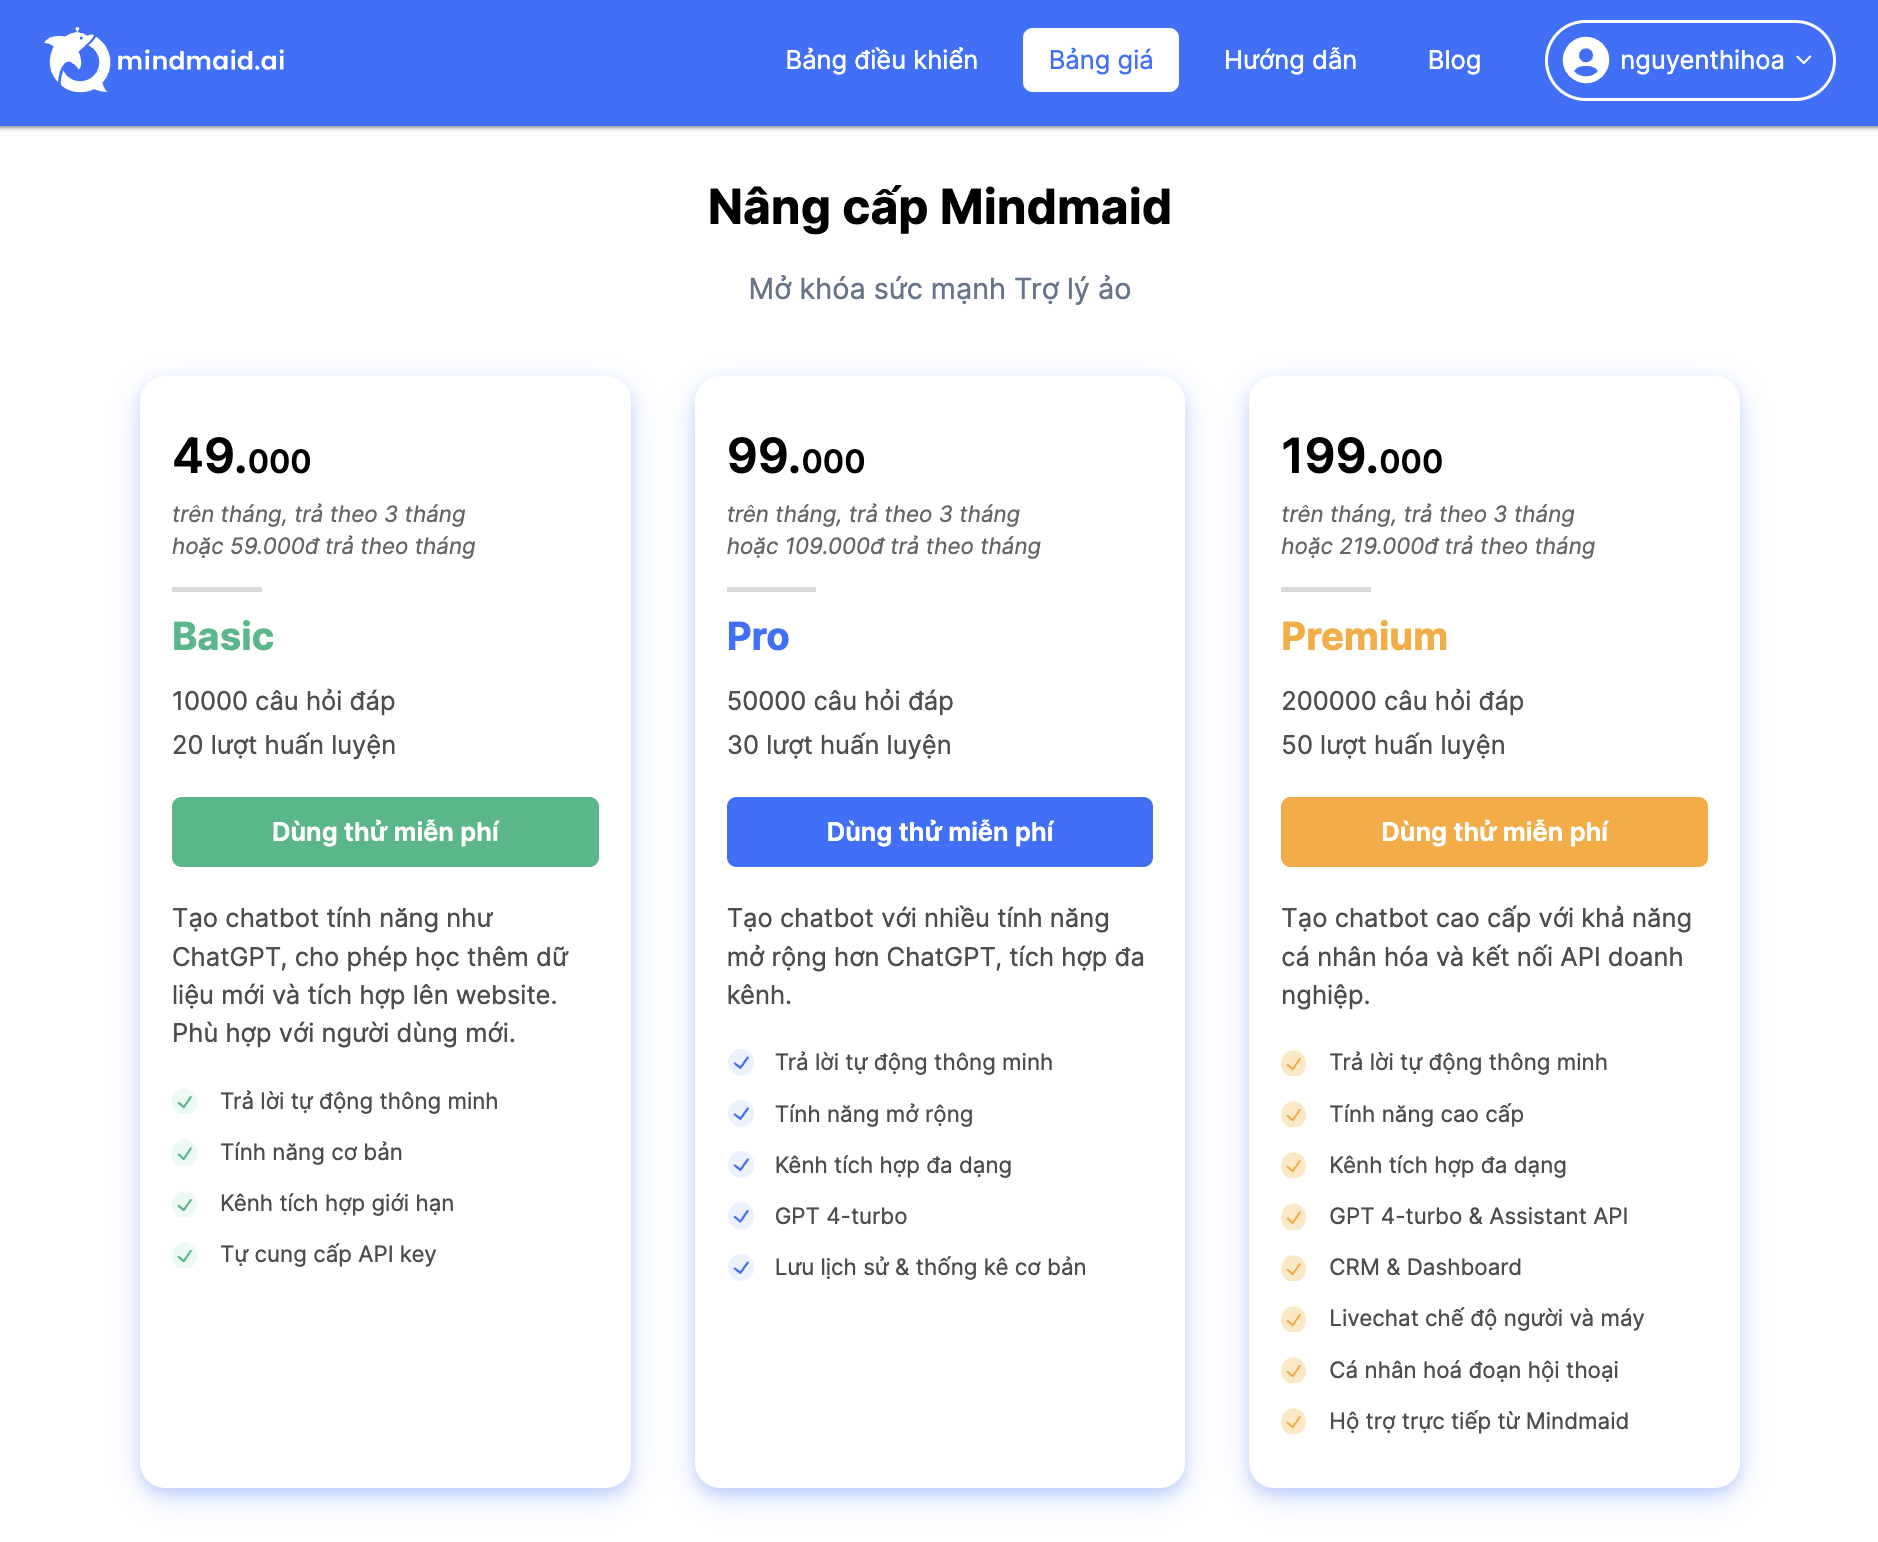 mindmaid.ai
Bảng điều khiển
Bảng giá
Hướng dẫn
Blog
nguyenthihoa
Nâng cấp Mindmaid
Mở khóa sức mạnh Trợ lý ảo
49.000
trên tháng, trả theo 3 tháng
hoặc 59.000đ trả theo tháng
Basic
10000 câu hỏi đáp
20 lượt huấn luyện
Dùng thử miễn phí
Tạo chatbot tính năng như
ChatGPT, cho phép học thêm dữ
liệu mới và tích hợp lên website.
Phù hợp với người dùng mới.
Trả lời tự động thông minh
Tính năng cơ bản
Kênh tích hợp giới hạn
Tự cung cấp API key
99.000
trên tháng, trả theo 3 tháng
hoặc 109.000đ trả theo tháng
Pro
50000 câu hỏi đáp
30 lượt huấn luyện
Dùng thử miễn phí
Tạo chatbot với nhiều tính năng
mở rộng hơn ChatGPT, tích hợp đa
kênh.
Trả lời tự động thông minh
Tính năng mở rộng
Kênh tích hợp đa dạng
GPT 4-turbo
Lưu lịch sử & thống kê cơ bản
199.000
trên tháng, trả theo 3 tháng
hoặc 219.000đ trả theo tháng
Premium
200000 câu hỏi đáp
50 lượt huấn luyện
Dùng thử miễn phí
Tạo chatbot cao cấp với khả năng
cá nhân hóa và kết nối API doanh
nghiệp.
Trả lời tự động thông minh
Tính năng cao cấp
Kênh tích hợp đa dạng
GPT 4-turbo & Assistant API
CRM & Dashboard
Livechat chế độ người và máy
Cá nhân hoá đoạn hội thoại
Hộ trợ trực tiếp từ Mindmaid